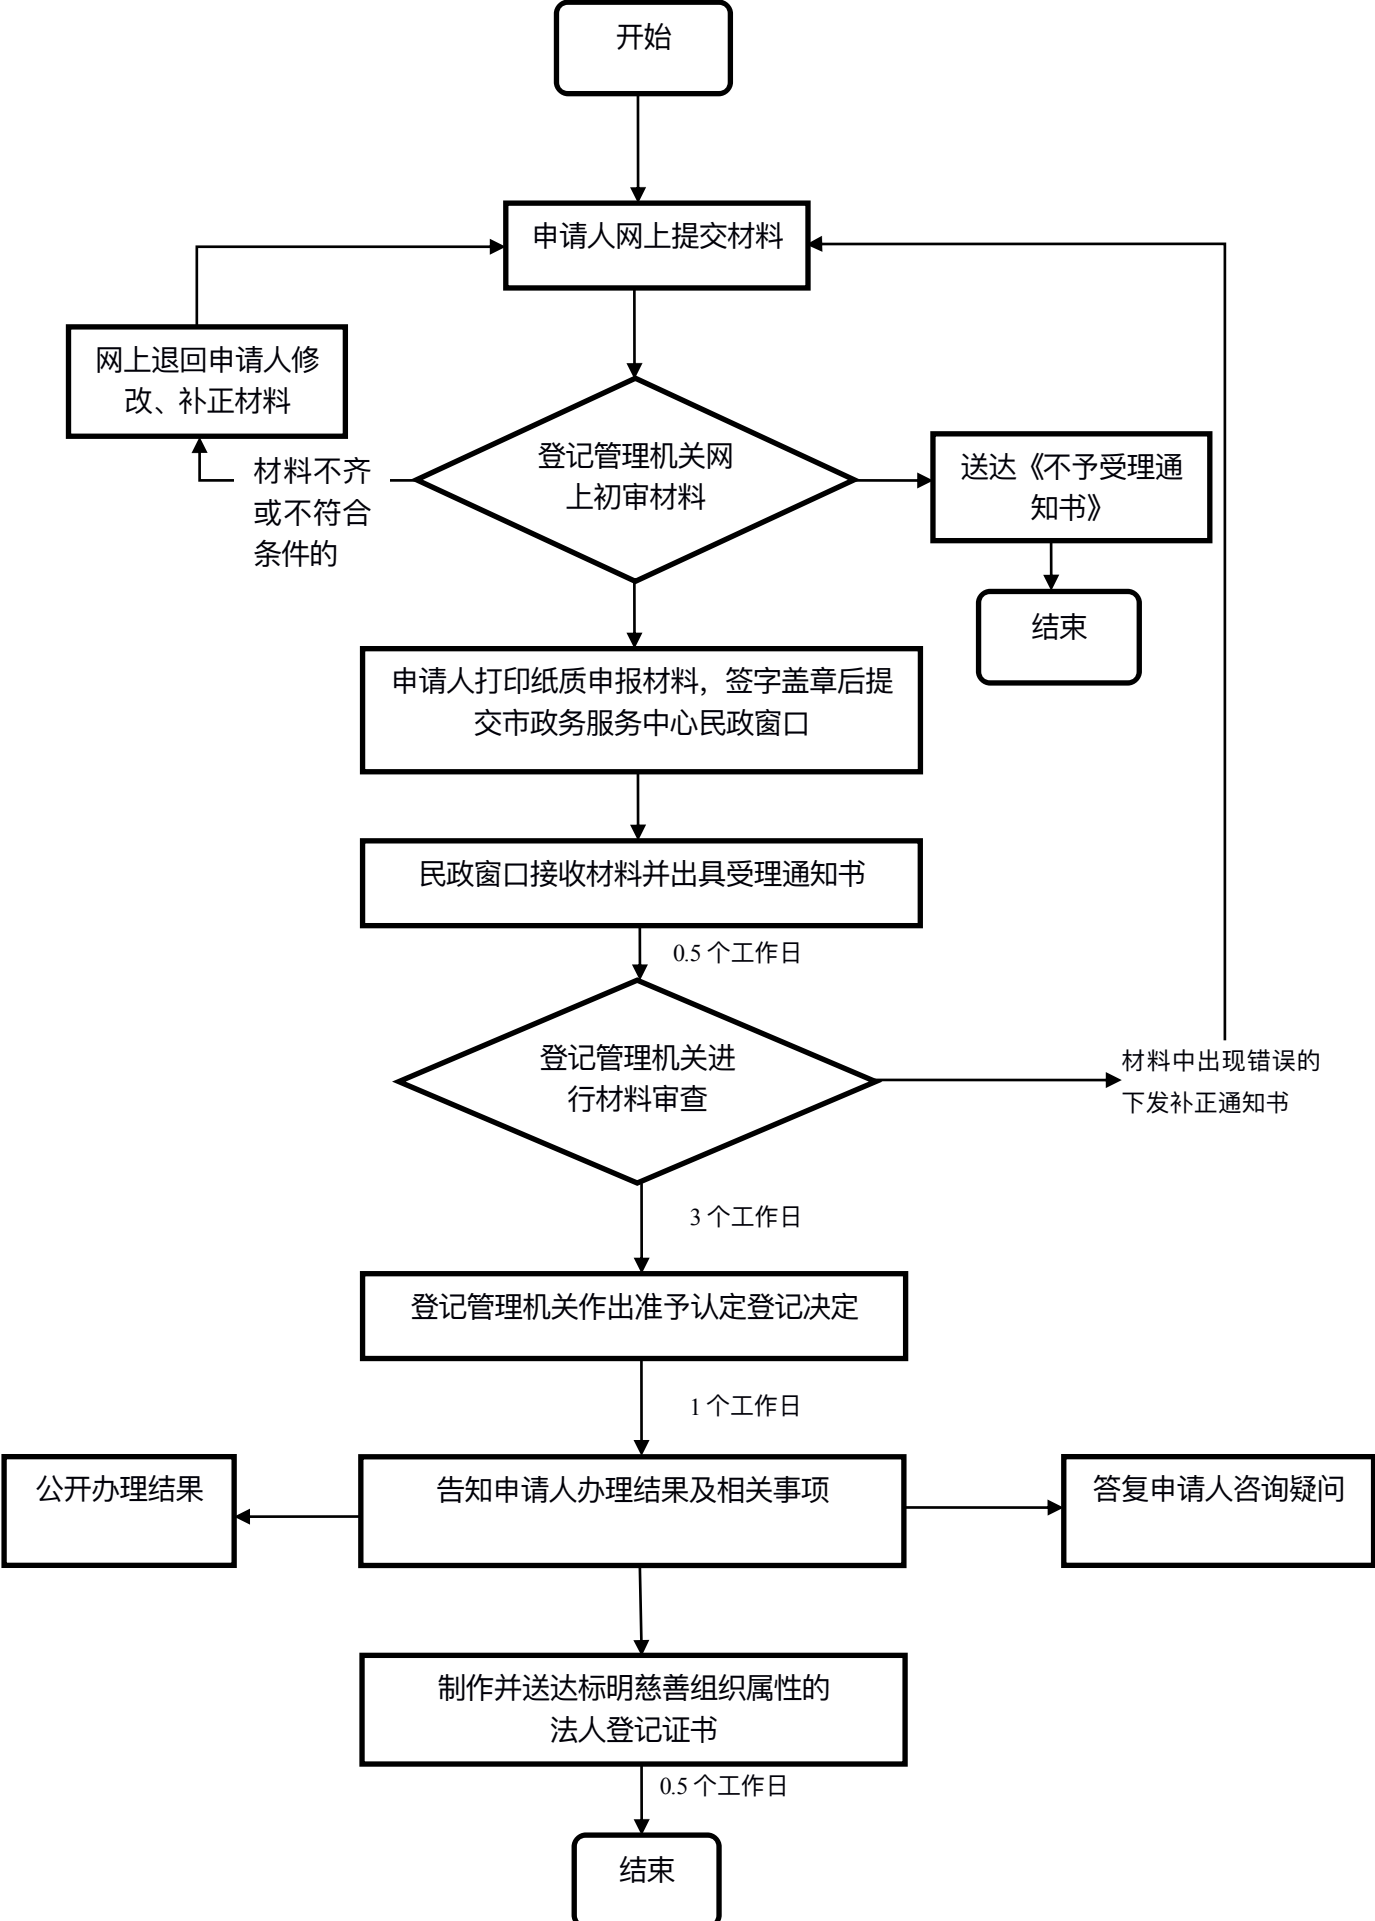 开始
申请人网上提交材料
网上退回申请人修
改、补正材料
材料不齐
或不符合
条件的
登记管理机关网
上初审材料
送达《不予受理通
知书》
结束
申请人打印纸质申报材料，签字盖章后提
交市政务服务中心民政窗口
民政窗口接收材料并出具受理通知书
0.5 个工作日
登记管理机关进
行材料审查
材料中出现错误的
下发补正通知书
3 个工作日
登记管理机关作出准予认定登记决定
1 个工作日
公开办理结果
告知申请人办理结果及相关事项
答复申请人咨询疑问
制作并送达标明慈善组织属性的
法人登记证书
0.5 个工作日
结束